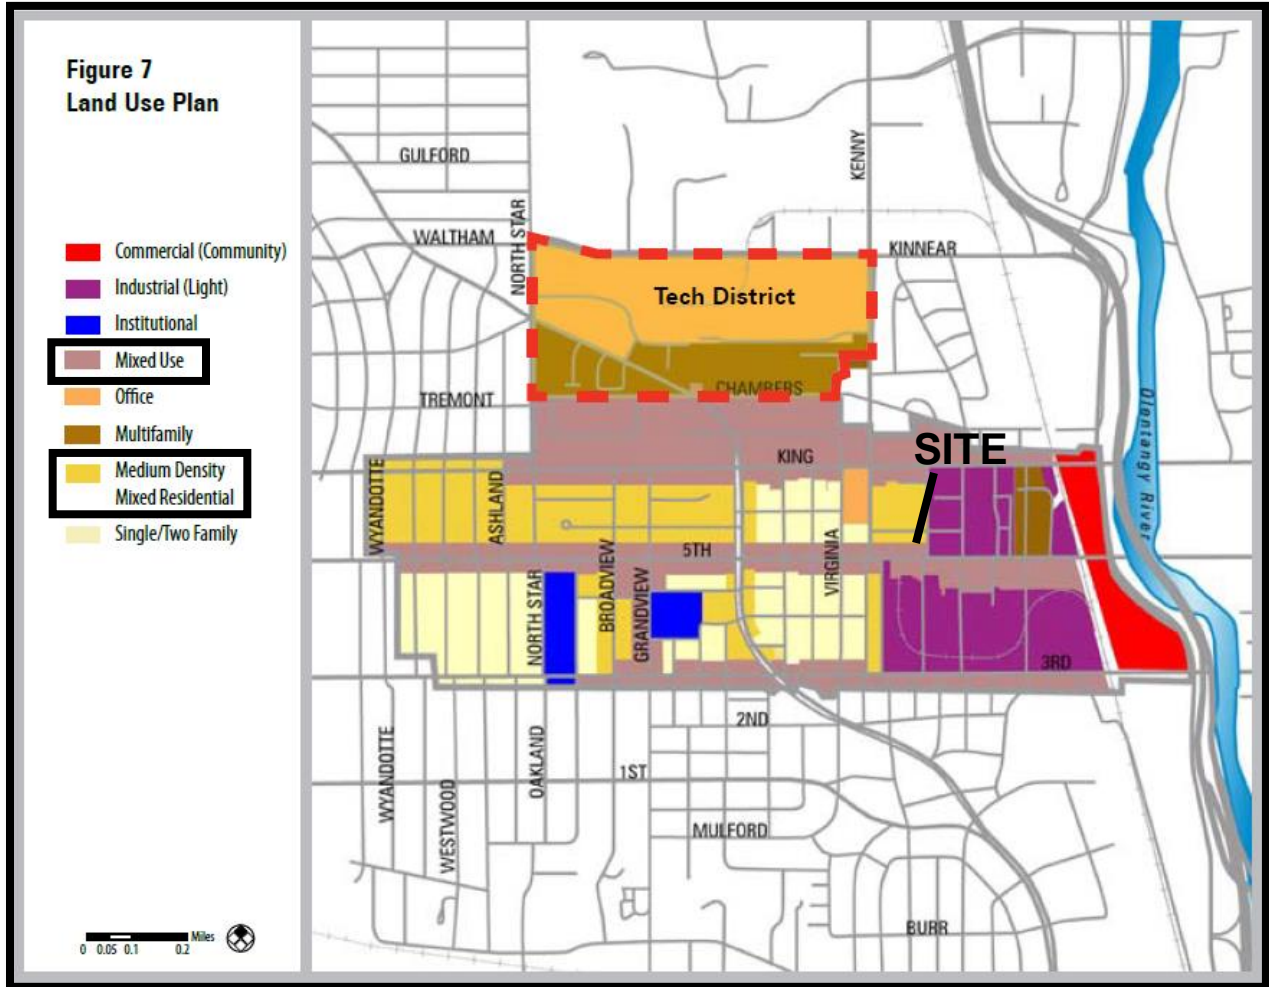 Figure 7
Land Use Plan
Commercial (Community)
Industrial (Light)
Institutional
Mixed Use
Office
Multifamily
Medium Density
Mixed Residential
Single/Two Family
0 0.05 0.1 0.2 Miles
GULFORD
KENNY
WALTHAM
NORTH STAR
KINNEAR
Tech District
CHAMBERS
TREMONT
Olentangy River
SITE
KING
WYANDOTTE
ASHLAND
5TH
VIRGINIA
BROADVIEW
NORTH STAR
GRANDVIEW
3RD
2ND
WYANDOTTE
OAKLAND
1ST
WESTWOOD
MULFORD
BURR